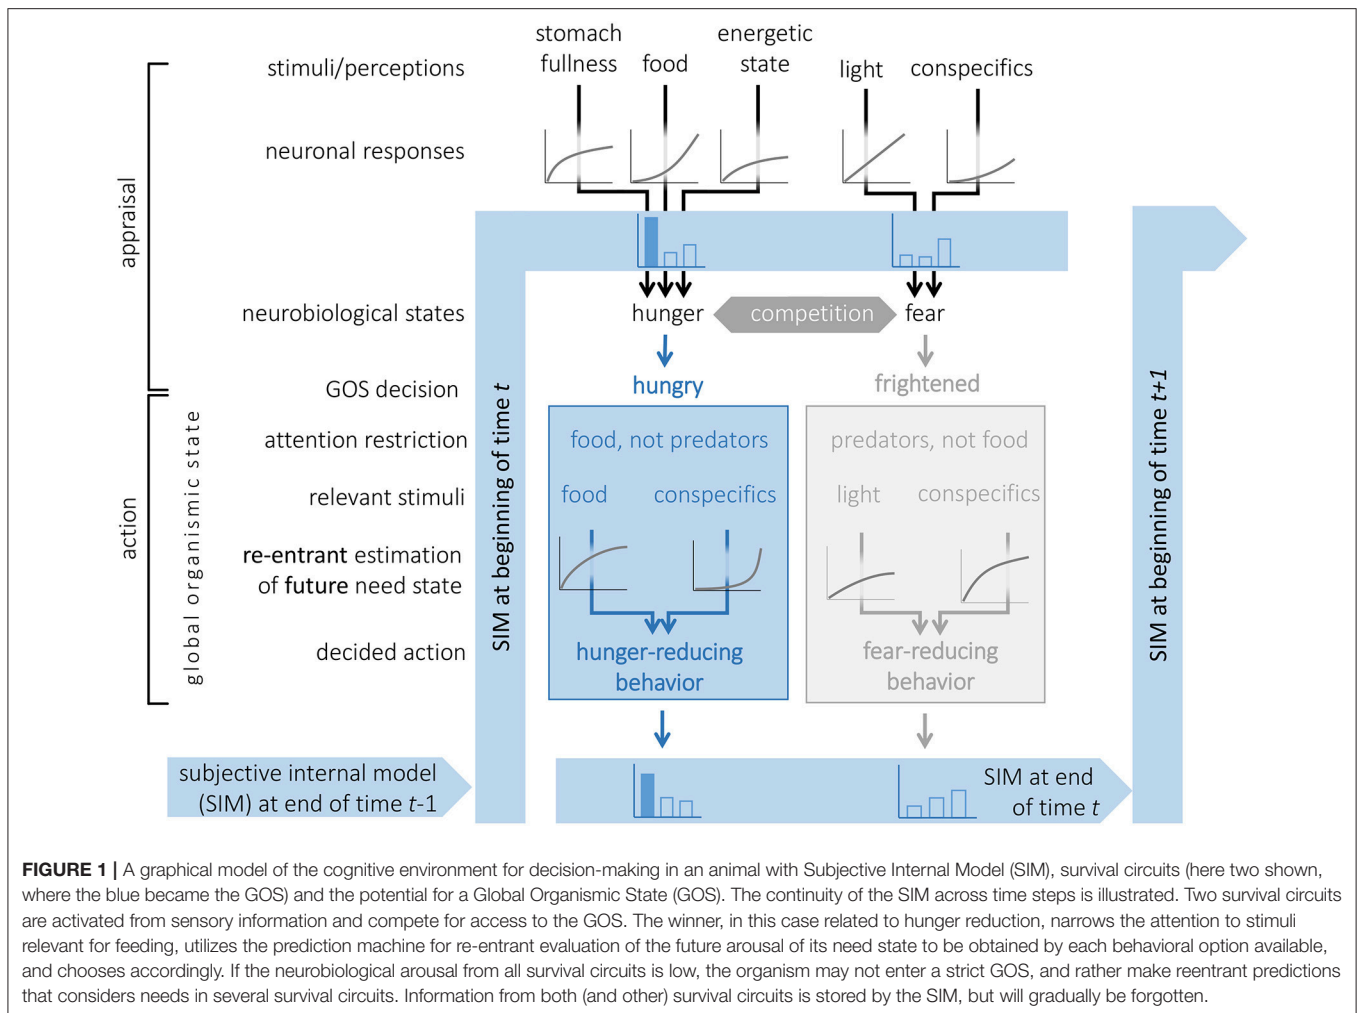 stomach fullness
food
energetic state
light
conspecifics
stimuli/perceptions
neuronal responses
appraisal
neurobiological states
hunger
competition
fear
GOS decision
hungry
frightened
action
global organismic state
attention restriction
food, not predators
predators, not food
relevant stimuli
food
conspecifics
light
conspecifics
re-entrant estimation
of future need state
decided action
hunger-reducing
behavior
fear-reducing
behavior
SIM at beginning of time t
SIM at beginning of time t+1
subjective internal model
(SIM) at end of time t-1
SIM at end
of time t
FIGURE 1 | A graphical model of the cognitive environment for decision-making in an animal with Subjective Internal Model (SIM), survival circuits (here two shown,
where the blue became the GOS) and the potential for a Global Organismic State (GOS). The continuity of the SIM across time steps is illustrated. Two survival circuits
are activated from sensory information and compete for access to the GOS. The winner, in this case related to hunger reduction, narrows the attention to stimuli
relevant for feeding, utilizes the prediction machine for re-entrant evaluation of the future arousal of its need state to be obtained by each behavioral option available,
and chooses accordingly. If the neurobiological arousal from all survival circuits is low, the organism may not enter a strict GOS, and rather make reentrant predictions
that considers needs in several survival circuits. Information from both (and other) survival circuits is stored by the SIM, but will gradually be forgotten.